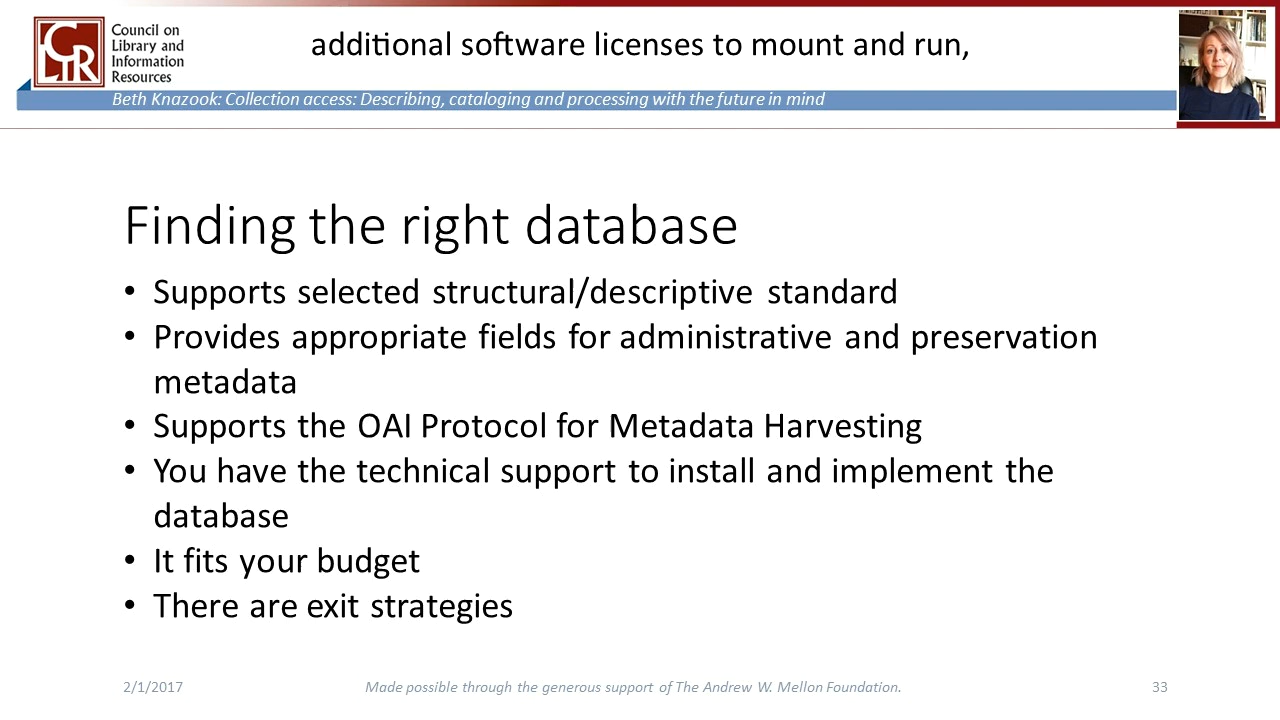 CLIR
Council on
Library and
Information
Resources
additional software licenses to mount and run,
Beth Knazook: Collection access: Describing, cataloging and processing with the future in mind
Finding the right database
• Supports selected structural/descriptive standard
• Provides appropriate fields for administrative and preservation
metadata
• Supports the OAI Protocol for Metadata Harvesting
• You have the technical support to install and implement the
database
• It fits your budget
• There are exit strategies
2/1/2017
Made possible through the generous support of The Andrew W. Mellon Foundation.
33